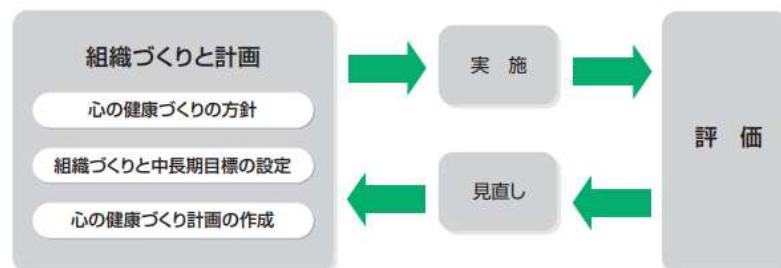 組織づくりと計画
心の健康づくりの方針
組織づくりと中長期目標の設定
心の健康づくり計画の作成
実 施
評 価
見直し